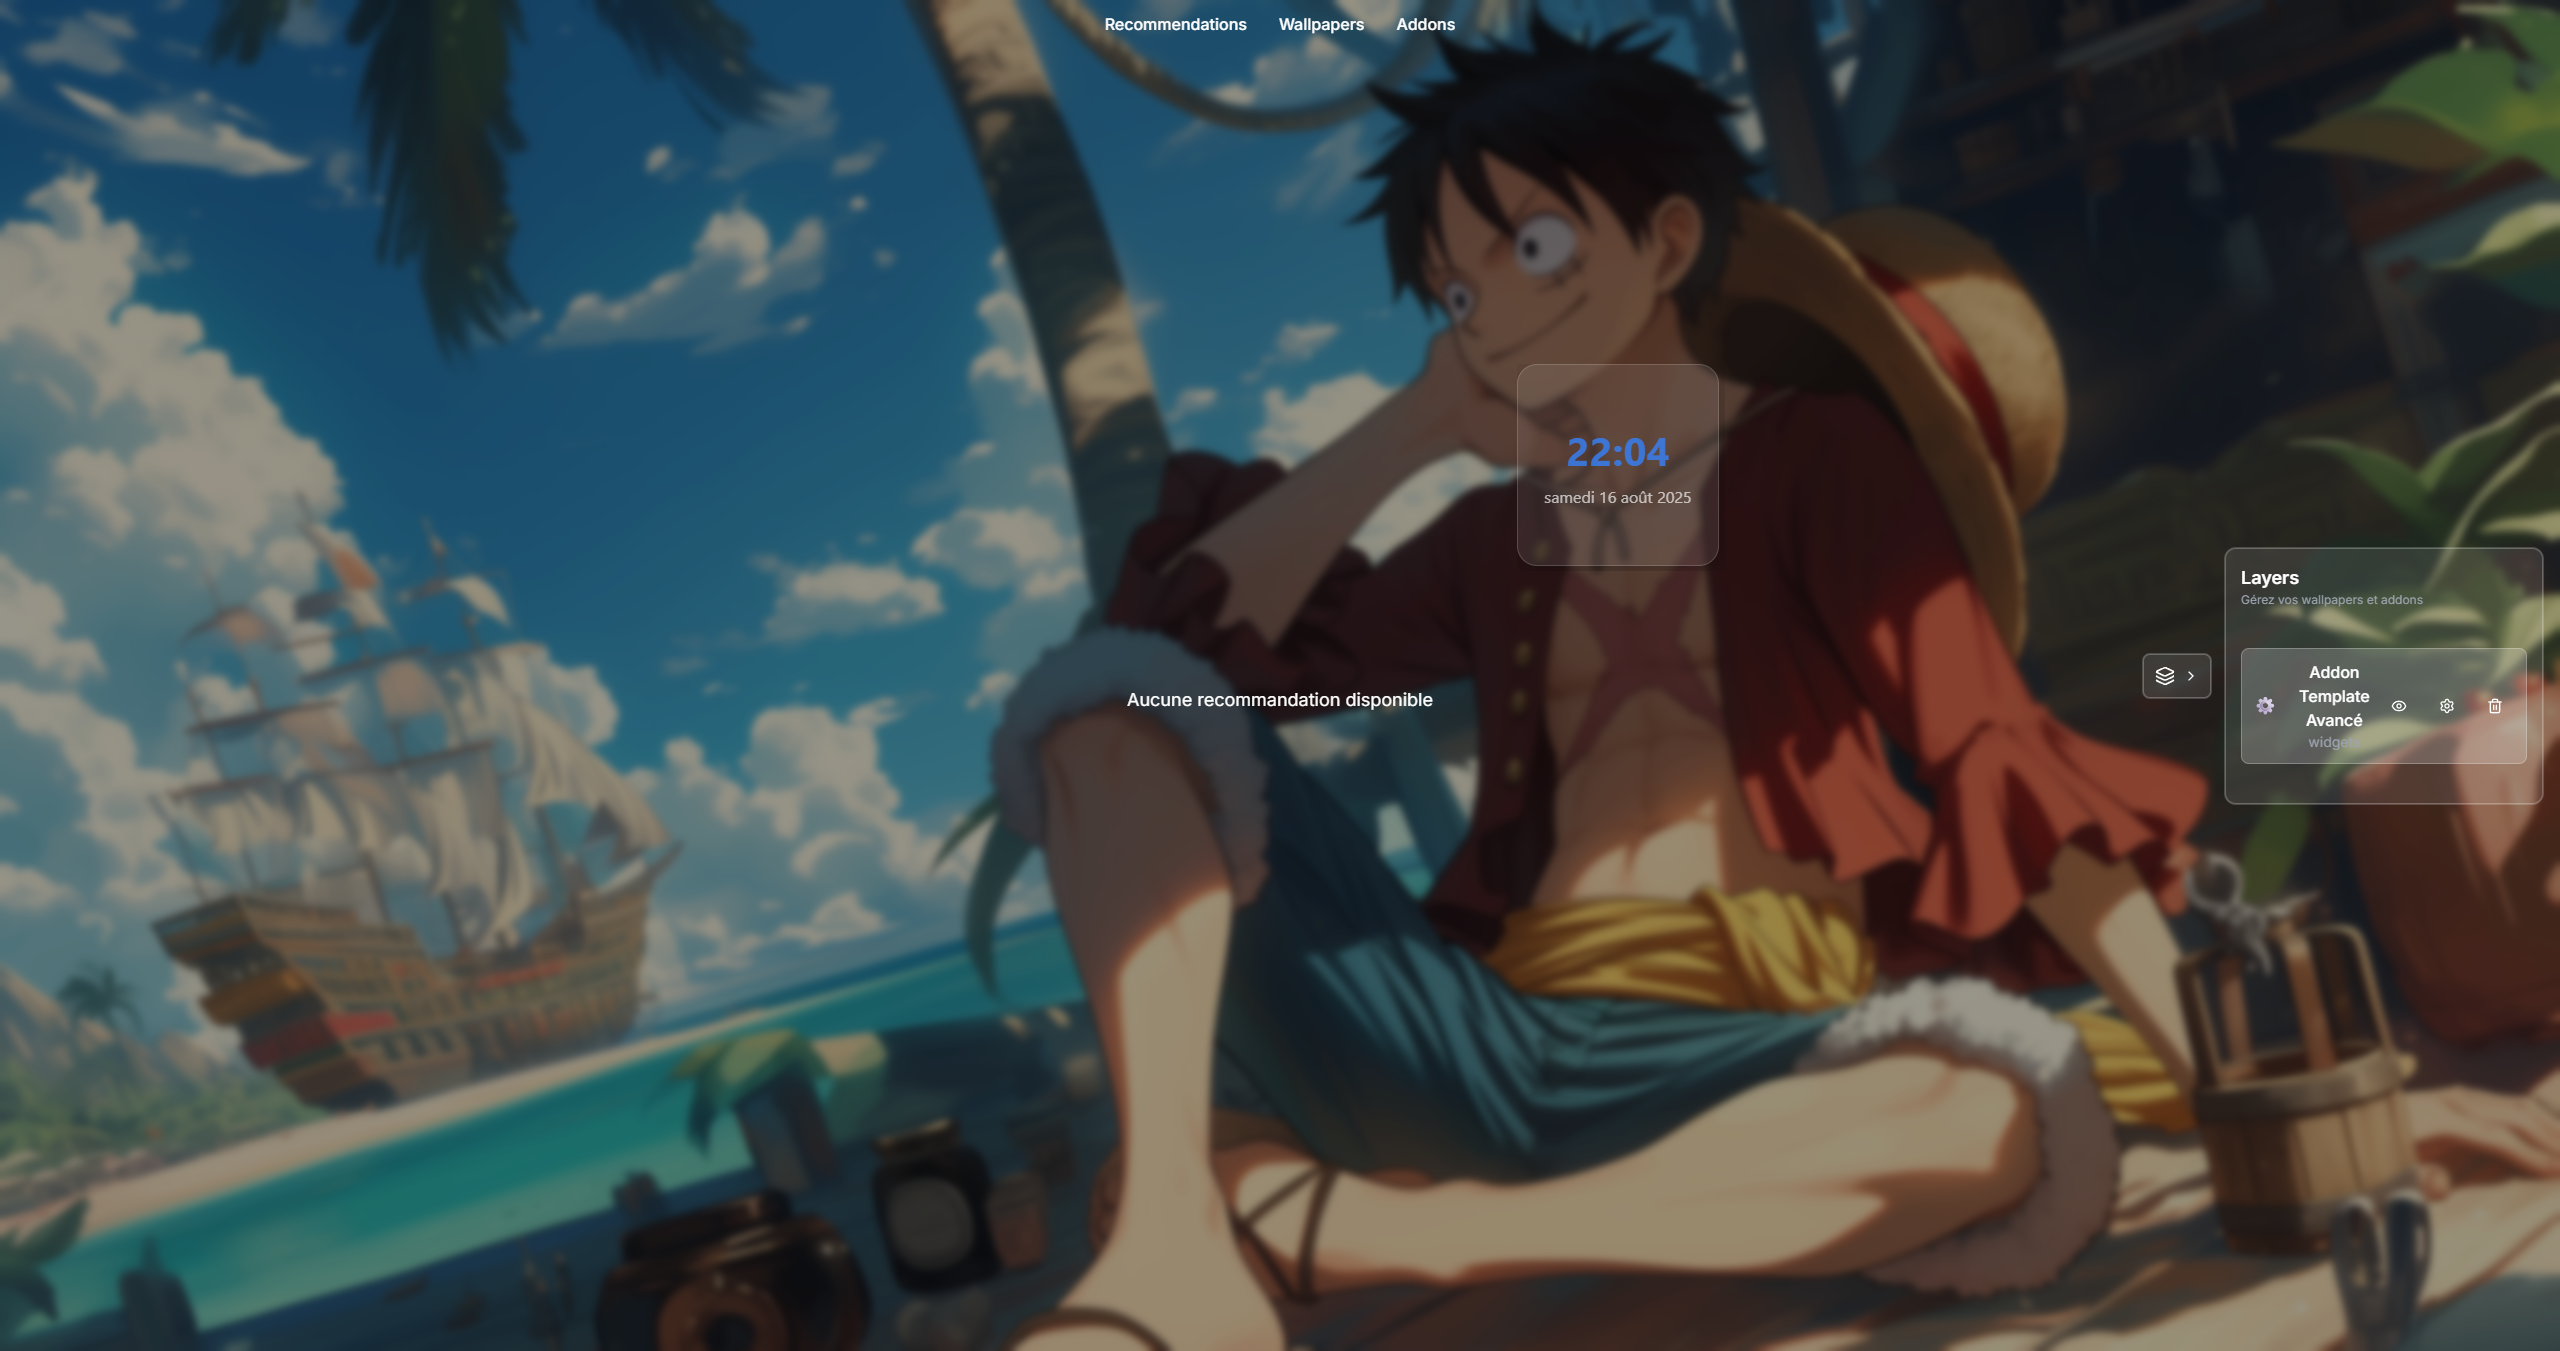 Recommendations Wallpapers Addons
22:04
samedi 16 août 2025
Layers
Gérez vos wallpapers et addons
Addon
Template
Avancé
widget
Aucune recommandation disponible